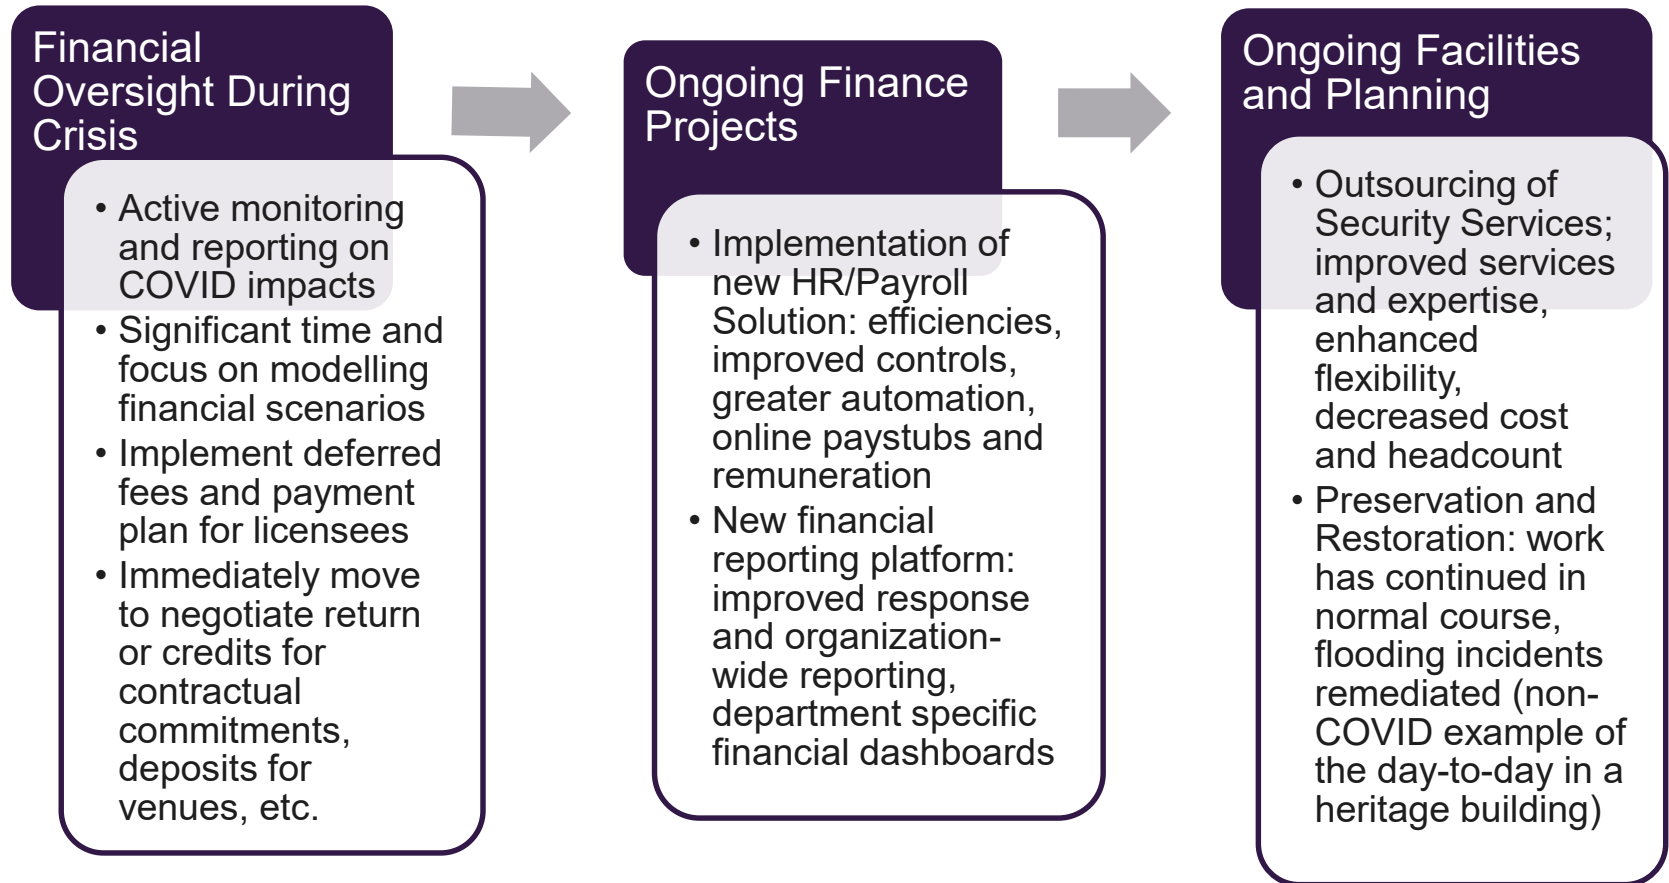 Financial
Oversight During
Crisis
• Active monitoring
and reporting on
COVID impacts
• Significant time and
focus on modelling
financial scenarios
• Implement deferred
fees and payment
plan for licensees
• Immediately move
to negotiate return
or credits for
contractual
commitments,
deposits for
venues, etc.
Ongoing Finance
Projects
• Implementation of
new HR/Payroll
Solution: efficiencies,
improved controls,
greater automation,
online paystubs and
remuneration
• New financial
reporting platform:
improved response
and organization-
wide reporting,
department specific
financial dashboards
Ongoing Facilities
and Planning
• Outsourcing of
Security Services;
improved services
and expertise,
enhanced
flexibility,
decreased cost
and headcount
• Preservation and
Restoration: work
has continued in
normal course,
flooding incidents
remediated (non-
COVID example of
the day-to-day in a
heritage building)